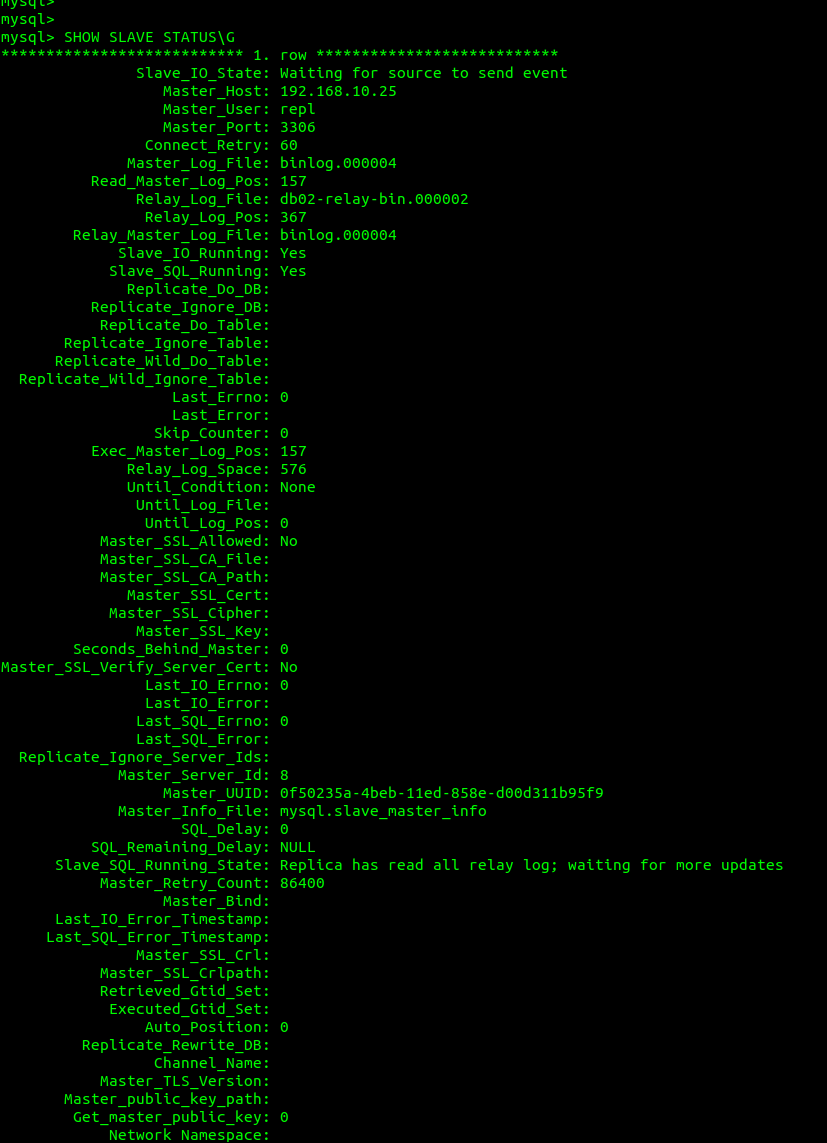 mysql>
mysql>
mysql> SHOW SLAVE STATUS\G
*************************** 1. row ***************************
Slave_IO_State: Waiting for source to send event
Master_Host: 192.168.10.25
Master_User: repl
Master_Port: 3306
Connect_Retry: 60
Master_Log_File: binlog.000004
Read_Master_Log_Pos: 157
Relay_Log_File: db02-relay-bin.000002
Relay_Log_Pos: 367
Relay_Master_Log_File: binlog.000004
Slave_IO_Running: Yes
Slave_SQL_Running: Yes
Replicate_Do_DB:
Replicate_Ignore_DB:
Replicate_Do_Table:
Replicate_Ignore_Table:
Replicate_Wild_Do_Table:
Replicate_Wild_Ignore_Table:
Last_Errno: 0
Last_Error:
Skip_Counter: 0
Exec_Master_Log_Pos: 157
Relay_Log_Space: 576
Until_Condition: None
Until_Log_File:
Until_Log_Pos: 0
Master_SSL_Allowed: No
Master_SSL_CA_File:
Master_SSL_CA_Path:
Master_SSL_Cert:
Master_SSL_Cipher:
Master_SSL_Key:
Seconds_Behind_Master: 0
Master_SSL_Verify_Server_Cert: No
Last_IO_Errno: 0
Last_IO_Error:
Last_SQL_Errno: 0
Last_SQL_Error:
Replicate_Ignore_Server_Ids:
Master_Server_Id: 8
Master_UUID: 0f50235a-4beb-11ed-858e-d00d311b95f9
Master_Info_File: mysql.slave_master_info
SQL_Delay: 0
SQL_Remaining_Delay: NULL
Slave_SQL_Running_State: Replica has read all relay log; waiting for more updates
Master_Retry_Count: 86400
Master_Bind:
Last_IO_Error_Timestamp:
Last_SQL_Error_Timestamp:
Master_SSL_Crl:
Master_SSL_Crlpath:
Retrieved_Gtid_Set:
Executed_Gtid_Set:
Auto_Position: 0
Replicate_Rewrite_DB:
Channel_Name:
Master_TLS_Version:
Master_public_key_path:
Get_master_public_key: 0
Network_Namespace: